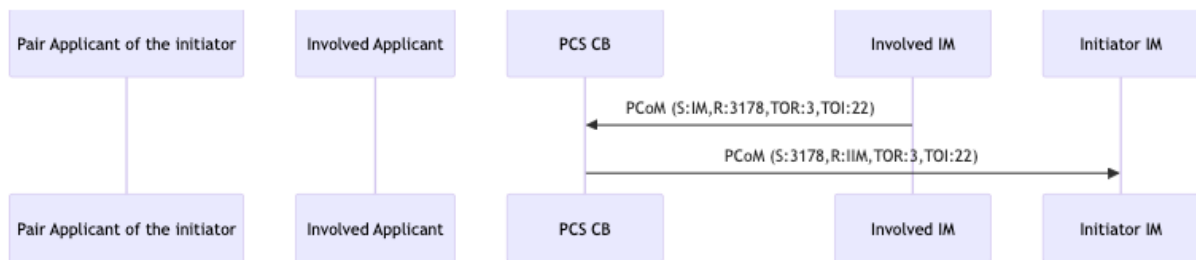 Pair Applicant of the initiator
Involved Applicant
PCS CB
Involved IM
Initiator IM
PCoM (S:IM,R:3178,TOR:3,TOI:22)
PCoM (S:3178,R:IIM,TOR:3,TOI:22)
Pair Applicant of the initiator
Involved Applicant
PCS CB
Involved IM
Initiator IM